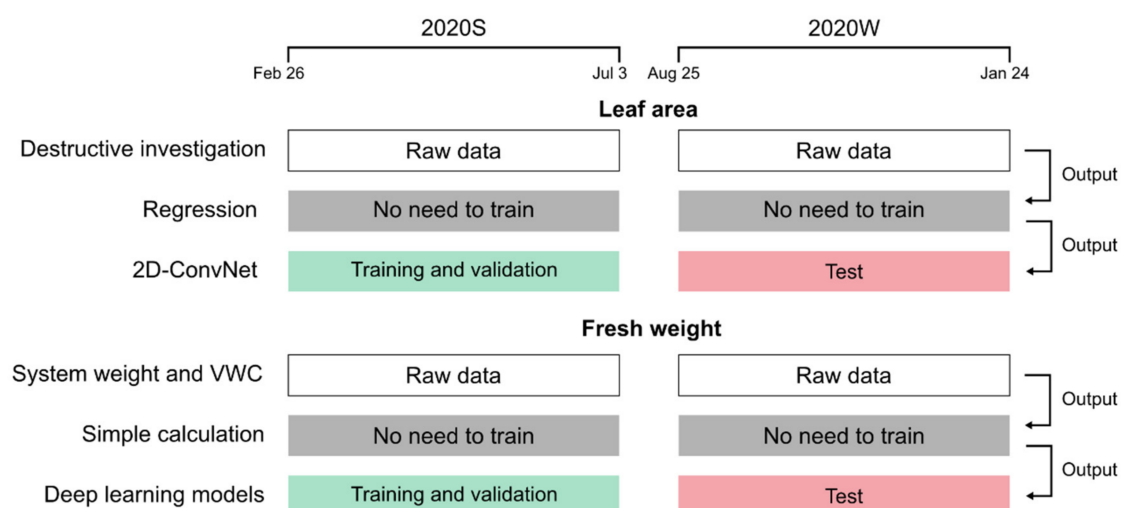 2020S 2020W
Feb 26 Jul 3 Aug 25 Jan 24
Leaf area
Destructive investigation Raw data Raw data
Output
Regression No need to train No need to train
Output
2D-ConvNet Training and validation Test
Fresh weight
System weight and VWC Raw data Raw data
Output
Simple calculation No need to train No need to train
Output
Deep learning models Training and validation Test